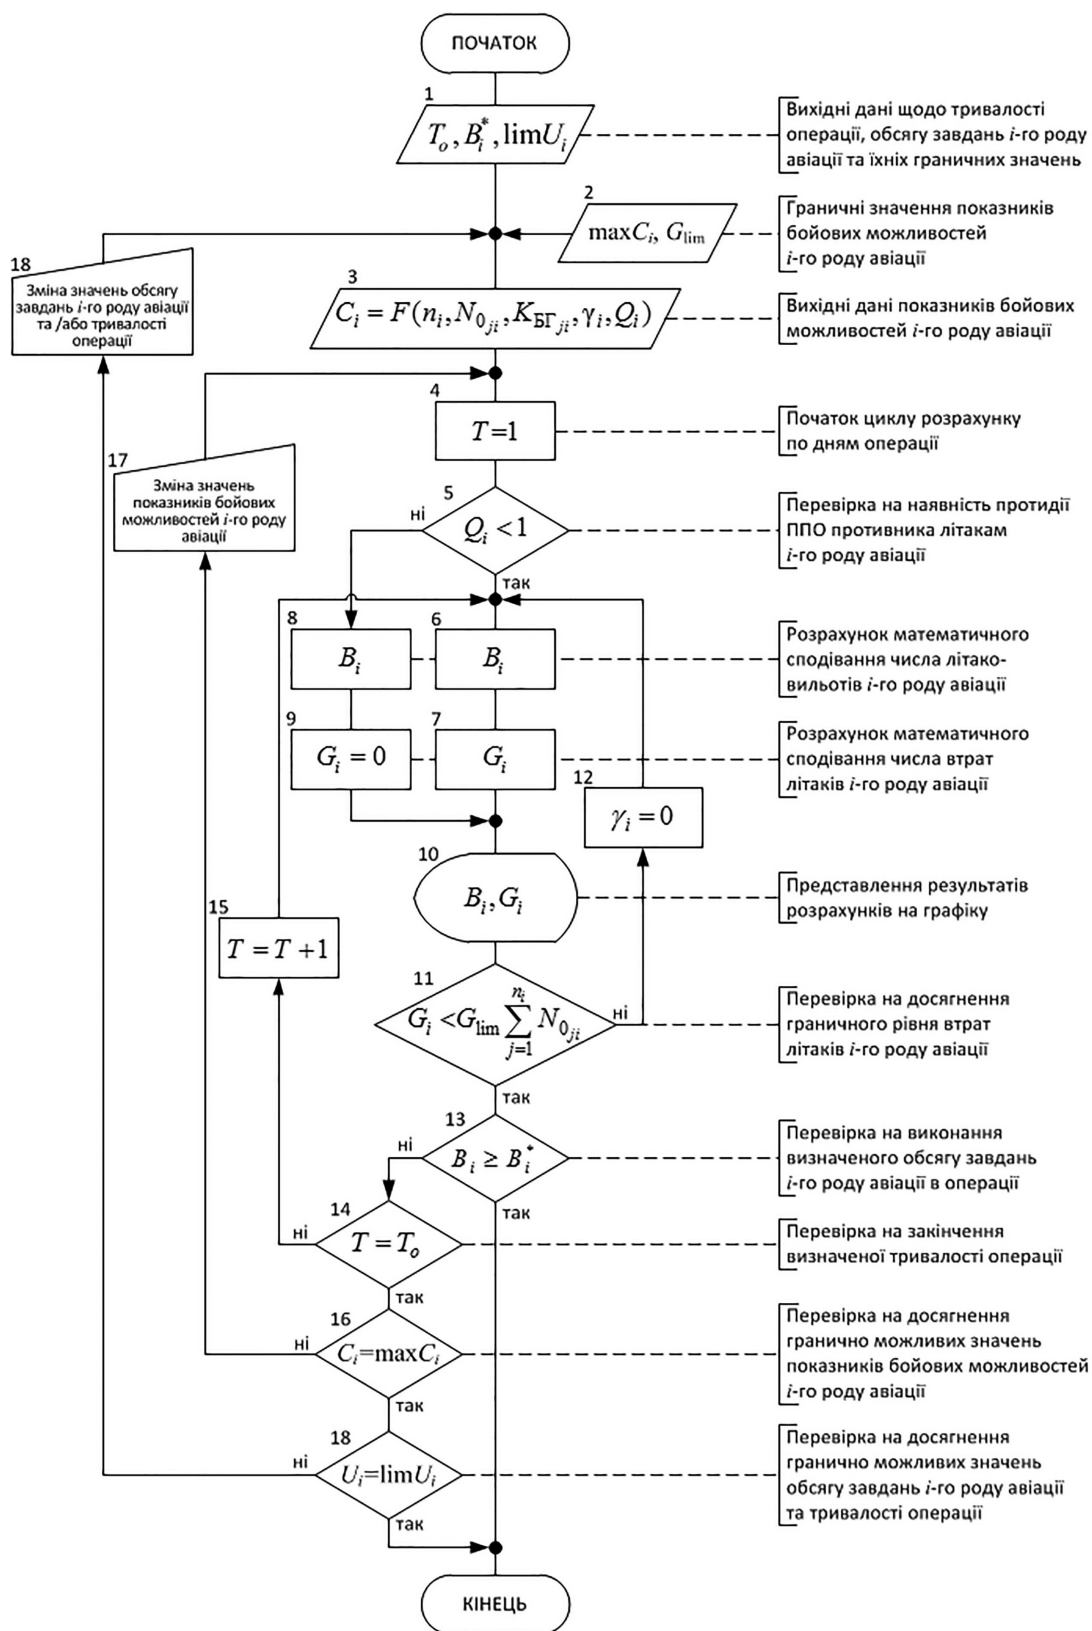 ПОЧАТОК
1
T_o, B_i^*, limU_i
Вихідні дані щодо тривалості
операції, обсягу завдань i-го роду
авіації та їхніх граничних значень
2
maxC_i, G_lim
Граничні значення показників
бойових можливостей
i-го роду авіації
18
Зміна значень обсягу
завдань i-го роду авіації
та /або тривалості
операції
3
C_i = F(n_i, N_{0_{ji}}, K_{БГ_{ji}}, γ_i, Q_i)
Вихідні дані показників бойових
можливостей i-го роду авіації
4
T=1
Початок циклу розрахунку
по дням операції
17
Зміна значень
показників бойових
можливостей i-го роду
авіації
5
Q_i < 1
ні
так
Перевірка на наявність протидії
ППО противника літакам
i-го роду авіації
8
B_i
6
B_i
Розрахунок математичного
сподівання числа літако-
вильотів i-го роду авіації
9
G_i = 0
7
G_i
Розрахунок математичного
сподівання числа втрат
літаків i-го роду авіації
12
γ_i = 0
10
B_i, G_i
Представлення результатів
розрахунків на графіку
15
T = T + 1
11
G_i < G_lim \sum_{j=1}^{n_i} N_{0_{ji}}
ні
так
Перевірка на досягнення
граничного рівня втрат
літаків i-го роду авіації
13
B_i ≥ B_i^*
ні
так
Перевірка на виконання
визначеного обсягу завдань
i-го роду авіації в операції
14
T = T_o
ні
так
Перевірка на закінчення
визначеної тривалості операції
16
C_i=maxC_i
ні
так
Перевірка на досягнення
гранично можливих значень
показників бойових можливостей
i-го роду авіації
18
U_i=limU_i
ні
так
Перевірка на досягнення
гранично можливих значень
обсягу завдань i-го роду авіації
та тривалості операції
КІНЕЦЬ